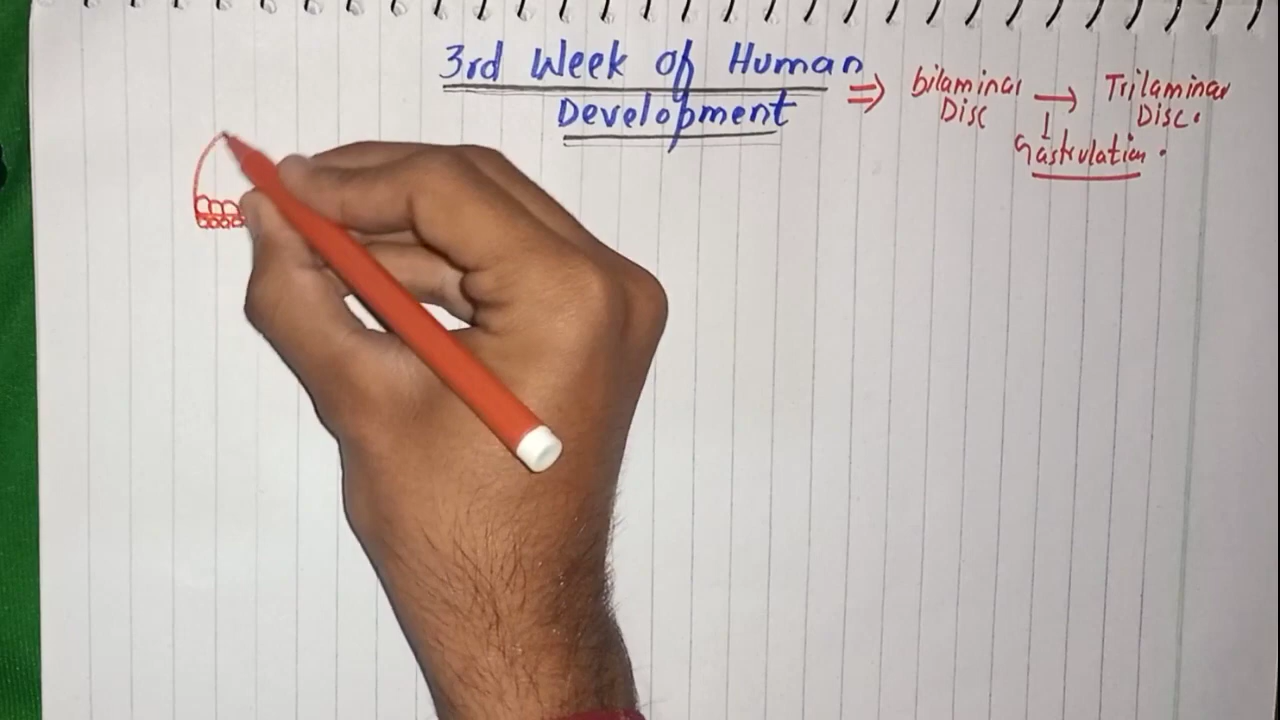 3rd Week of Human
Development
⇒ bilaminar Disc → Trilaminar Disc.
Gastrulation.